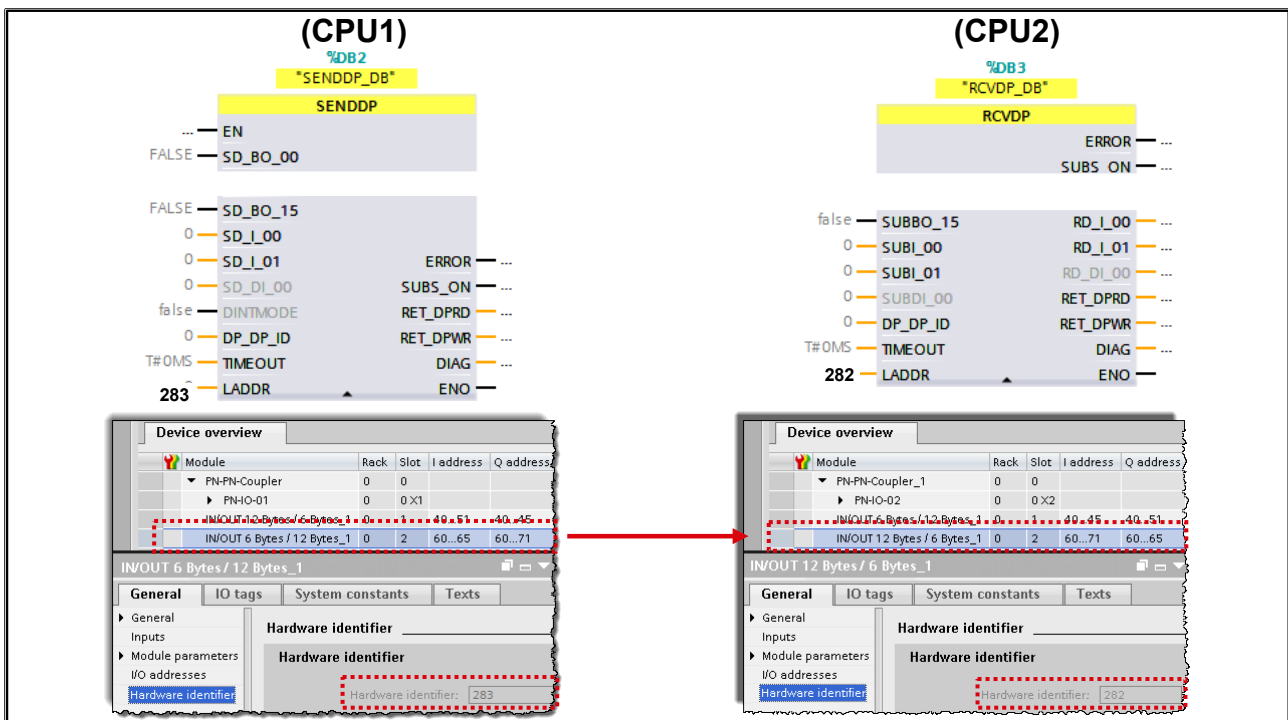 (CPU1)
%DB2
"SENDDP_DB"
SENDDP
... EN
FALSE SD_BO_00
FALSE SD_BO_15
0 SD_I_00
0 SD_I_01 ERROR ...
0 SD_DI_00 SUBS_ON ...
false DINTMODE RET_DPRD ...
0 DP_DP_ID RET_DPWR ...
T#0MS TIMEOUT DIAG ...
283 LADDR ENO
Device overview
Module Rack Slot I address Q address
PN-PN-Coupler 0 0
PN-IO-01 0 0 X1
IN/OUT 12 Bytes / 6 Bytes_1 0 1 40...51 40...45
IN/OUT 6 Bytes / 12 Bytes_1 0 2 60...65 60...71
IN/OUT 6 Bytes / 12 Bytes_1
General IO tags System constants Texts
General
Inputs
Module parameters
I/O addresses
Hardware identifier
Hardware identifier
Hardware identifier
Hardware identifier: 283
(CPU2)
%DB3
"RCVDP_DB"
RCVDP
ERROR ...
SUBS_ON ...
false SUBBO_15 RD_I_00 ...
0 SUBI_00 RD_I_01 ...
0 SUBI_01 RD_DI_00 ...
0 SUBDI_00 RET_DPRD ...
0 DP_DP_ID RET_DPWR ...
T#0MS TIMEOUT DIAG ...
282 LADDR ENO
Device overview
Module Rack Slot I address Q address
PN-PN-Coupler_1 0 0
PN-IO-02 0 0 X2
IN/OUT 6 Bytes / 12 Bytes_1 0 1 40...45 40...51
IN/OUT 12 Bytes / 6 Bytes_1 0 2 60...71 60...65
IN/OUT 12 Bytes / 6 Bytes_1
General IO tags System constants Texts
General
Inputs
Module parameters
I/O addresses
Hardware identifier
Hardware identifier
Hardware identifier
Hardware identifier: 282